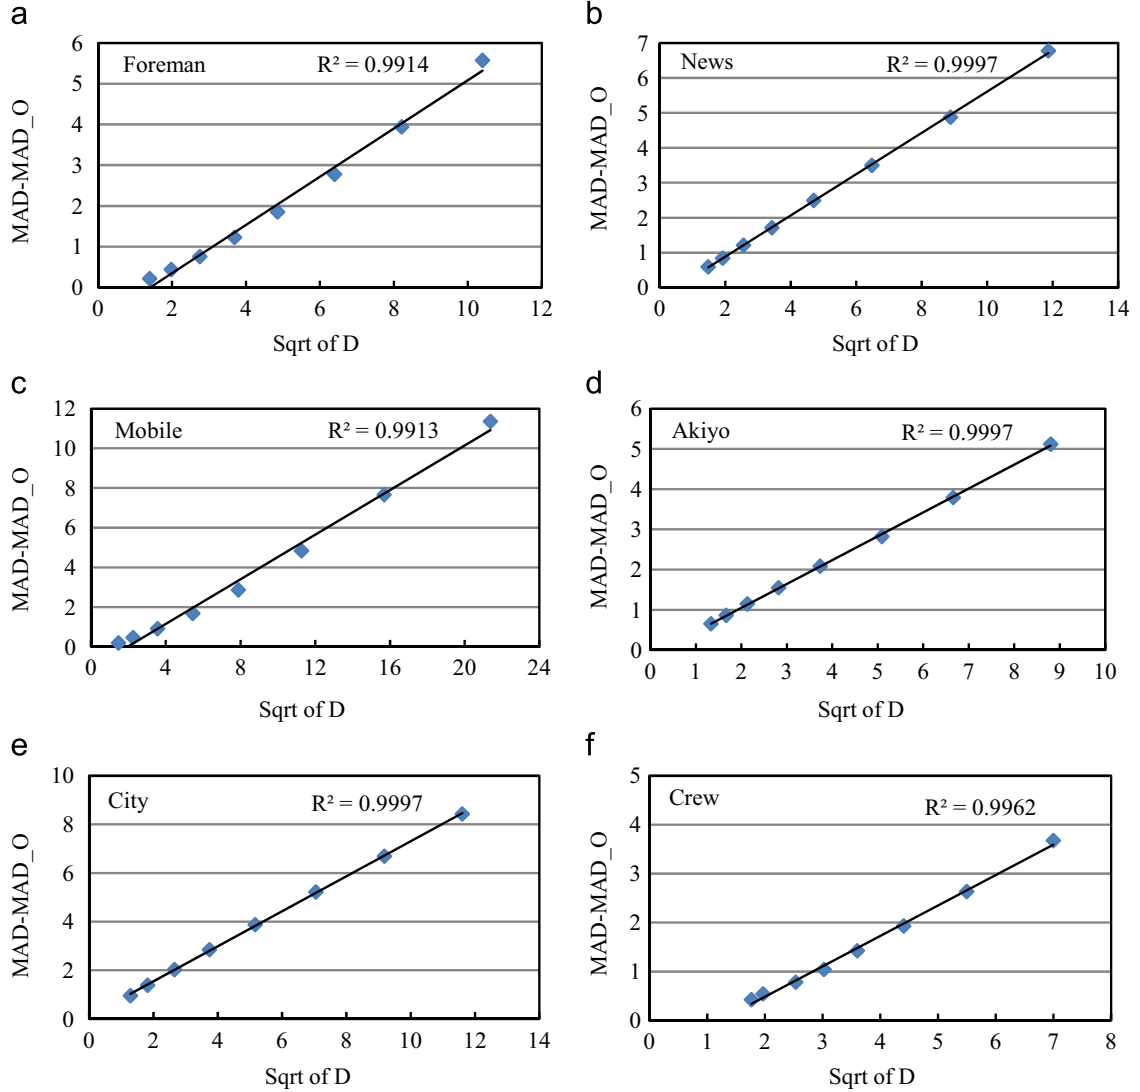 a
Foreman
R² = 0.9914
6
5
4
3
2
1
0
0 2 4 6 8 10 12
MAD-MAD_O
Sqrt of D
b
News
R² = 0.9997
7
6
5
4
3
2
1
0
0 2 4 6 8 10 12 14
MAD-MAD_O
Sqrt of D
c
Mobile
R² = 0.9913
12
10
8
6
4
2
0
0 4 8 12 16 20 24
MAD-MAD_O
Sqrt of D
d
Akiyo
R² = 0.9997
6
5
4
3
2
1
0
0 1 2 3 4 5 6 7 8 9 10
MAD-MAD_O
Sqrt of D
e
City
R² = 0.9997
10
8
6
4
2
0
0 2 4 6 8 10 12 14
MAD-MAD_O
Sqrt of D
f
Crew
R² = 0.9962
5
4
3
2
1
0
0 1 2 3 4 5 6 7 8
MAD-MAD_O
Sqrt of D